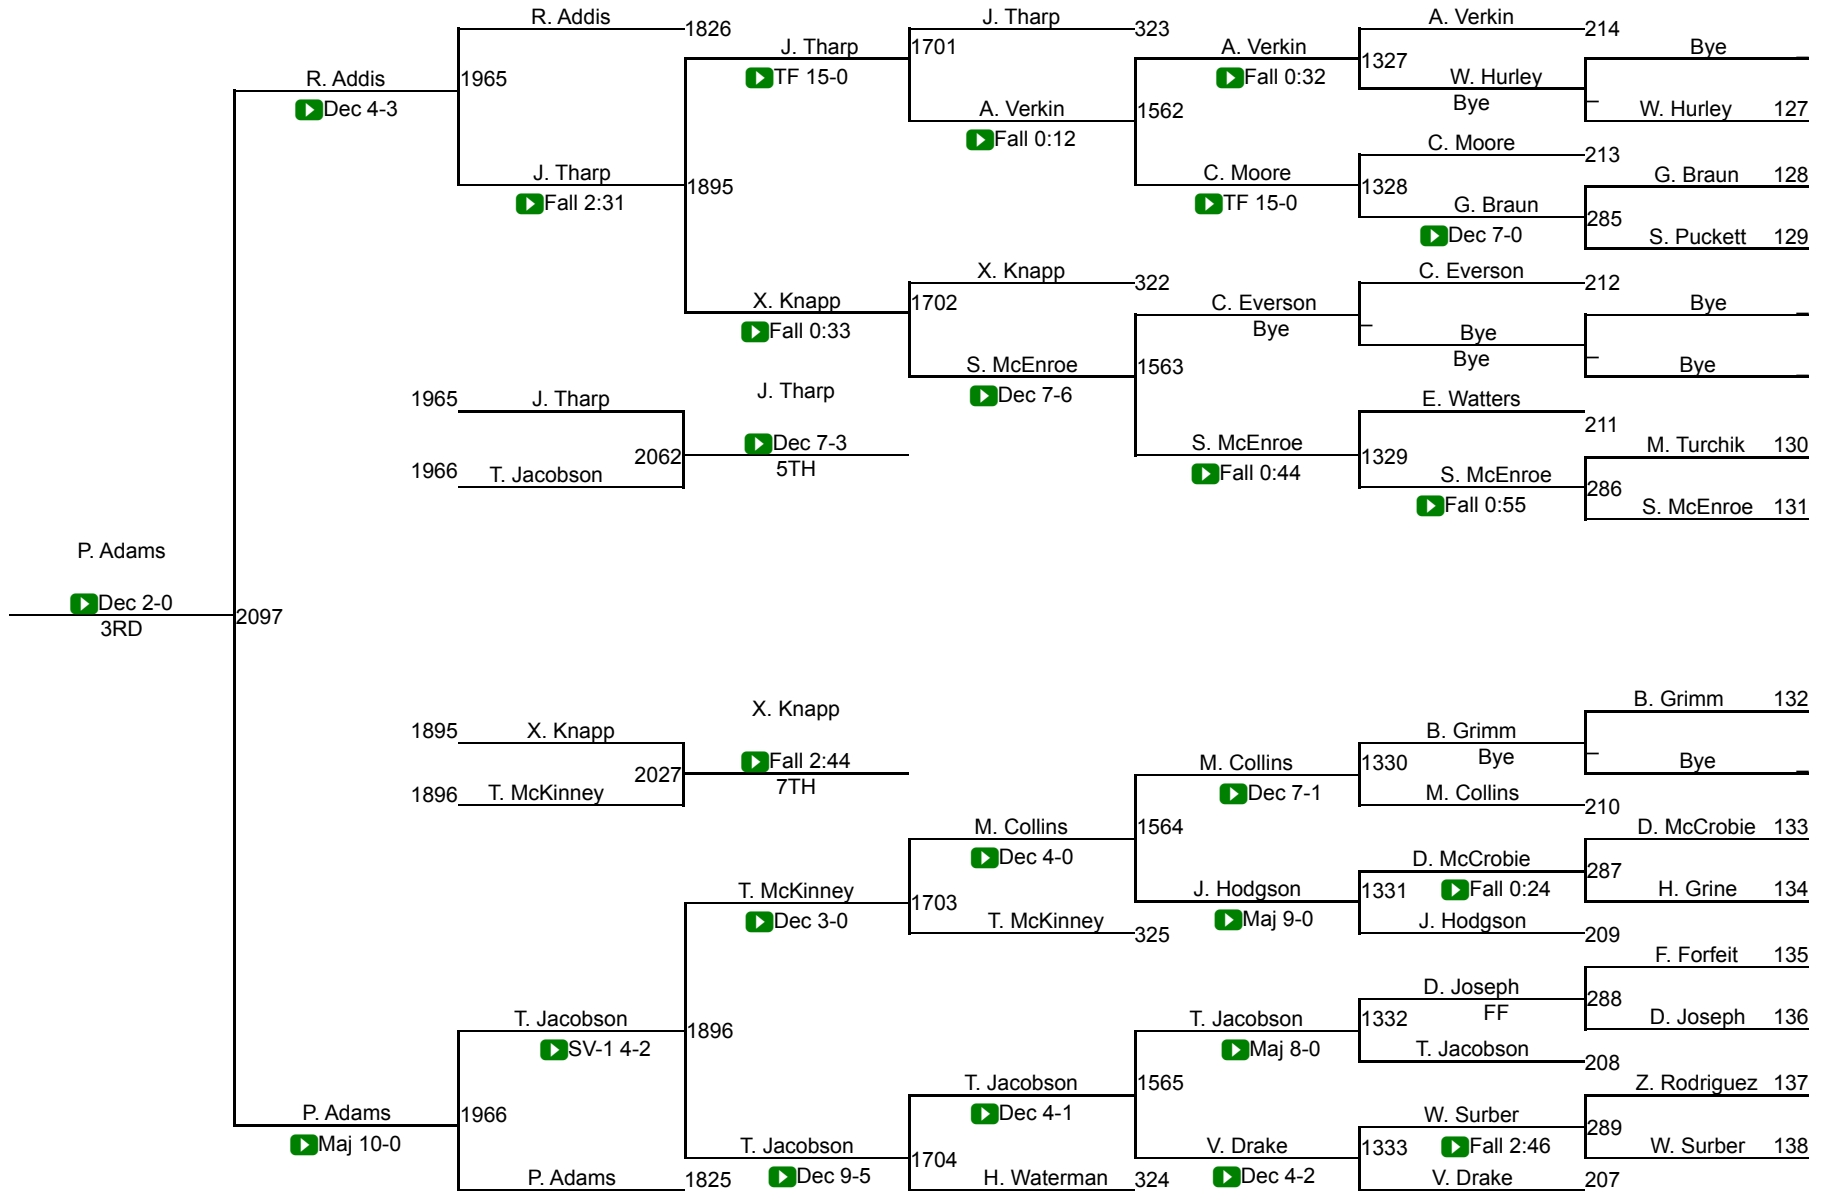 R. Addis
1826
J. Tharp
323
A. Verkin
214
J. Tharp
1701
A. Verkin
1327
Bye
_
TF 15-0
Fall 0:32
W. Hurley
R. Addis
1965
Bye
_
W. Hurley 127
Dec 4-3
A. Verkin
1562
Fall 0:12
C. Moore
213
J. Tharp
1895
C. Moore
1328
G. Braun 128
Fall 2:31
TF 15-0
G. Braun
285
Dec 7-0
S. Puckett 129
X. Knapp
322
C. Everson
212
X. Knapp
1702
C. Everson
Bye
_
Fall 0:33
Bye
_
Bye
Bye
_
S. McEnroe
1563
Bye
_
Dec 7-6
1965 J. Tharp
J. Tharp
E. Watters
211
2062
Dec 7-3
S. McEnroe
1329
M. Turchik 130
1966 T. Jacobson
5TH
Fall 0:44
S. McEnroe
286
Fall 0:55
S. McEnroe 131
P. Adams
Dec 2-0
2097
3RD
B. Grimm 132
1895 X. Knapp
X. Knapp
B. Grimm
2027
Fall 2:44
M. Collins
1330
Bye
_
Bye
_
1896 T. McKinney
7TH
Dec 7-1
M. Collins
210
M. Collins
1564
D. McCrobie 133
Dec 4-0
D. McCrobie
287
T. McKinney
1703
J. Hodgson
1331
Fall 0:24
H. Grine 134
Dec 3-0
T. McKinney
325
Maj 9-0
J. Hodgson
209
F. Forfeit 135
D. Joseph
288
T. Jacobson
1896
T. Jacobson
1332
FF
D. Joseph 136
SV-1 4-2
Maj 8-0
T. Jacobson
208
T. Jacobson
1565
Z. Rodriguez 137
P. Adams
1966
Dec 4-1
W. Surber
289
Maj 10-0
T. Jacobson
1704
V. Drake
1333
Fall 2:46
W. Surber 138
P. Adams
1825
Dec 9-5
H. Waterman
324
Dec 4-2
V. Drake
207